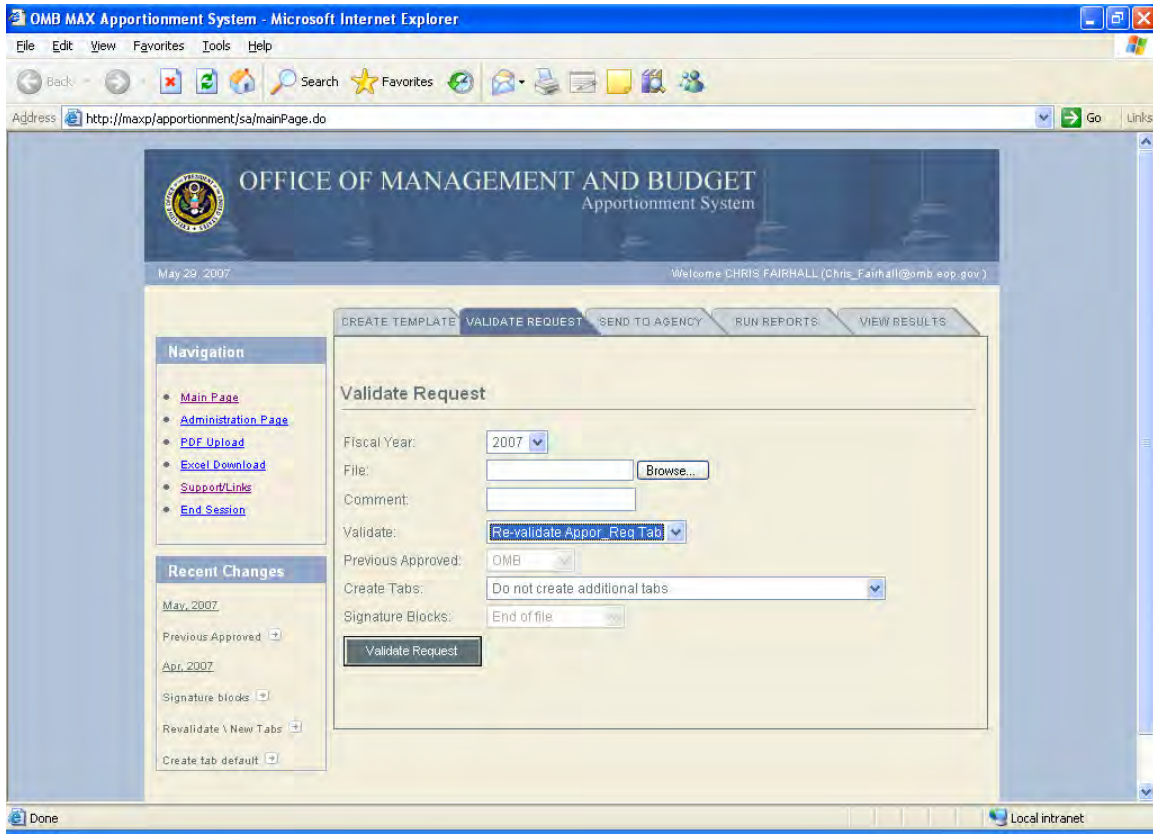 OMB MAX Apportionment System - Microsoft Internet Explorer
File Edit View Favorites Tools Help
Back Search Favorites
Address http://maxp/apportionment/sa/mainPage.do Go Links
OFFICE OF MANAGEMENT AND BUDGET
Apportionment System
May 29, 2007 Welcome CHRIS FAIRHALL (Chris_Fairhall@omb.eop.gov)
CREATE TEMPLATE VALIDATE REQUEST SEND TO AGENCY RUN REPORTS VIEW RESULTS
Navigation
Main Page
Administration Page
PDF Upload
Excel Download
Support/Links
End Session
Recent Changes
May, 2007
Previous Approved
Apr, 2007
Signature blocks
Revalidate \ New Tabs
Create tab default
Validate Request
Fiscal Year: 2007
File: Browse...
Comment:
Validate: Re-validate Appor_Req Tab
Previous Approved: OMB
Create Tabs: Do not create additional tabs
Signature Blocks: End of file
Validate Request
Done Local intranet